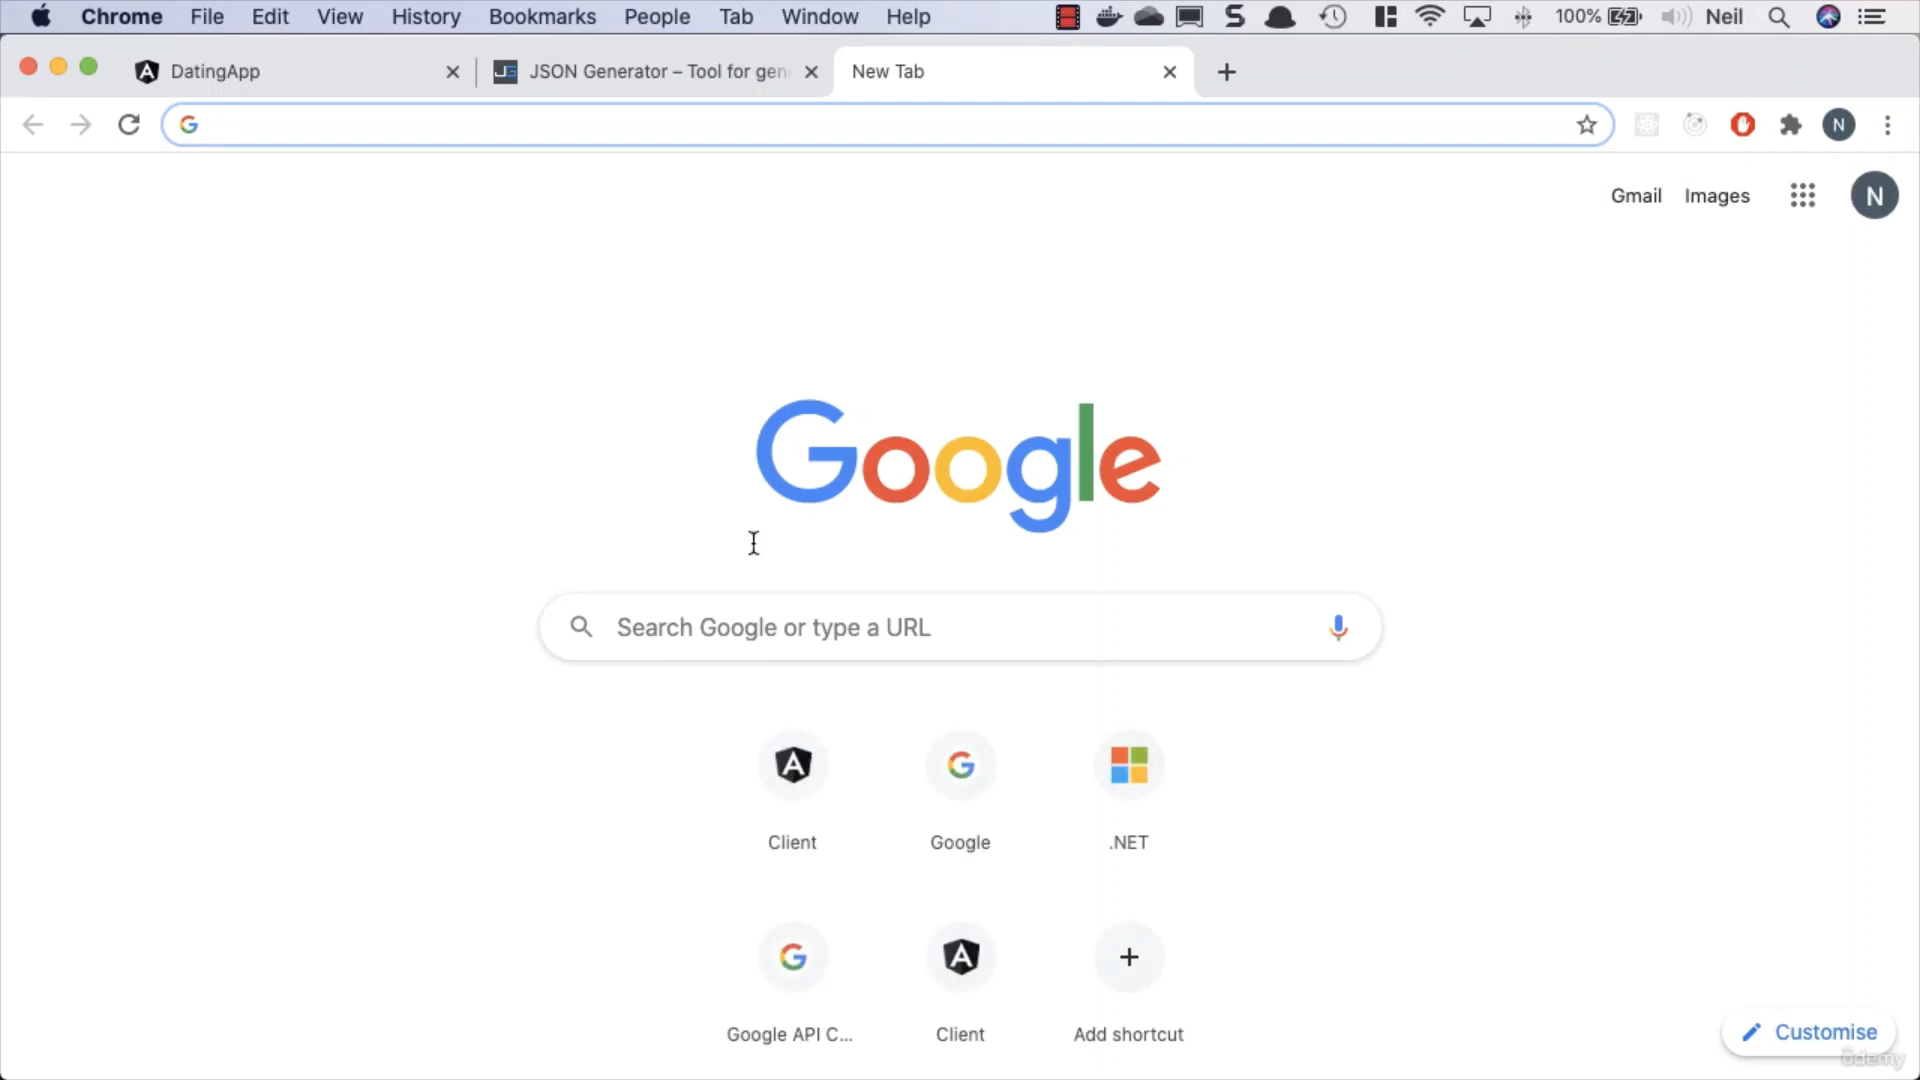 Chrome File Edit View History Bookmarks People Tab Window Help 100% Neil
DatingApp JSON Generator – Tool for gen New Tab
Gmail Images N
Google
Search Google or type a URL
Client Google .NET
Google API C... Client Add shortcut
Customise
ûdemy